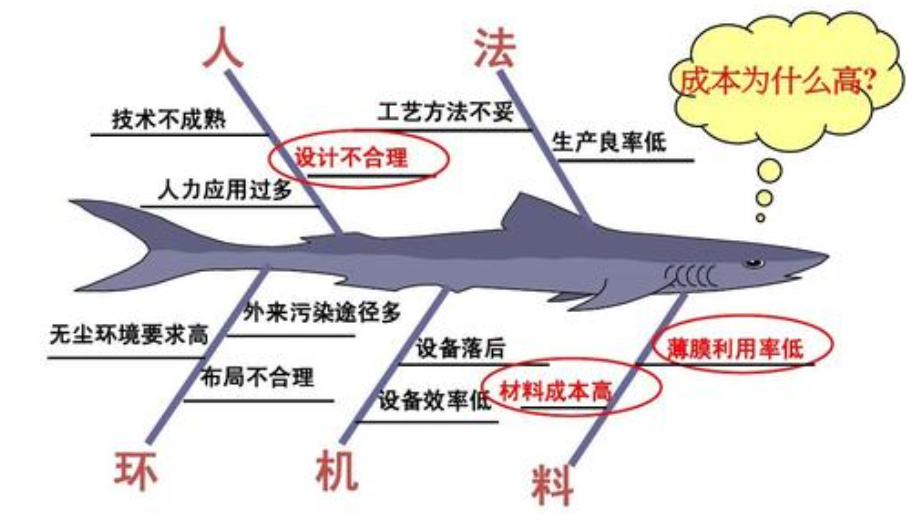 人
法
成本为什么高?
技术不成熟
工艺方法不妥
设计不合理
生产良率低
人力应用过多
外来污染途径多
无尘环境要求高
设备落后
薄膜利用率低
布局不合理
设备效率低
材料成本高
环
机
料